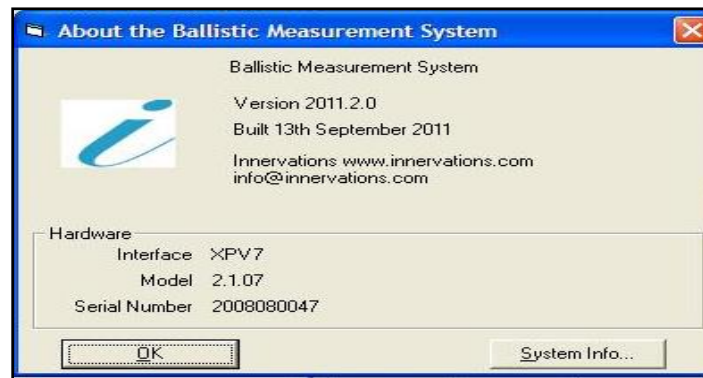 About the Ballistic Measurement System
Ballistic Measurement System
Version 2011.2.0
Built 13th September 2011
Innervations www.innervations.com
info@innervations.com
Hardware
Interface XPV7
Model 2.1.07
Serial Number 2008080047
OK
System Info...